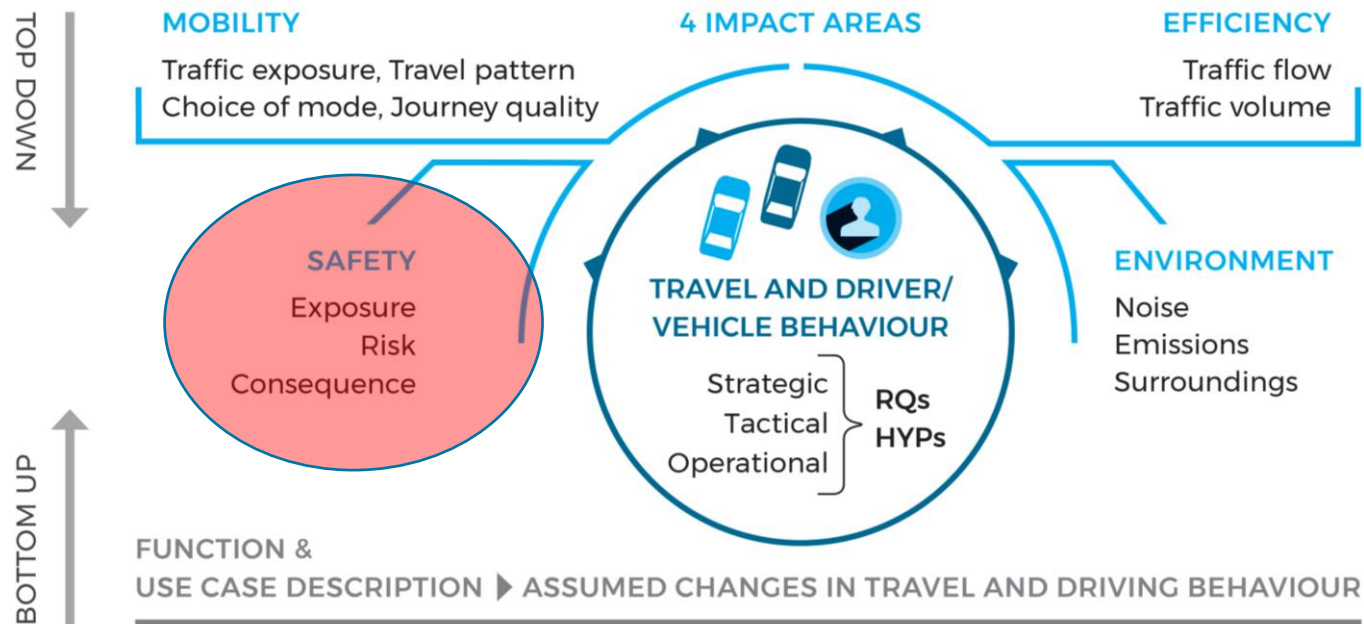 TOP DOWN
MOBILITY
Traffic exposure, Travel pattern
Choice of mode, Journey quality
4 IMPACT AREAS
EFFICIENCY
Traffic flow
Traffic volume
SAFETY
Exposure
Risk
Consequence
TRAVEL AND DRIVER/
VEHICLE BEHAVIOUR
Strategic
Tactical
Operational
RQs
HYPs
ENVIRONMENT
Noise
Emissions
Surroundings
BOTTOM UP
FUNCTION &
USE CASE DESCRIPTION ▶ ASSUMED CHANGES IN TRAVEL AND DRIVING BEHAVIOUR